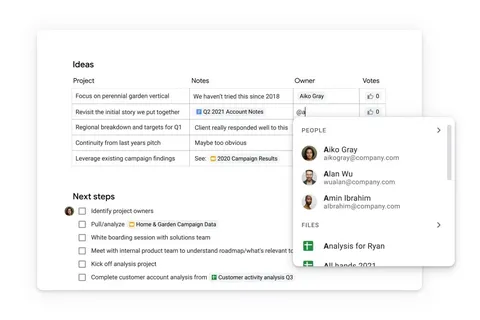 Ideas
Project Notes Owner Votes
Focus on perennial garden vertical We haven't tried this since 2018 Aiko Gray 0
Revisit the initial story we put together Q2 2021 Account Notes @a 0
Regional breakdown and targets for Q1 Client really responded well to this
Continuity from last years pitch Maybe too obvious
Leverage existing campaign findings See: 2020 Campaign Results
PEOPLE
Aiko Gray
aikogray@company.com
Alan Wu
wualan@company.com
Amin Ibrahim
albrahim@company.com
FILES
Analysis for Ryan
All hands 2021
Next steps
Identify project owners
Pull/analyze Home & Garden Campaign Data
White boarding session with solutions team
Meet with internal product team to understand roadmap/what's relevant to
Kick off analysis project
Complete customer account analysis from Customer activity analysis Q3